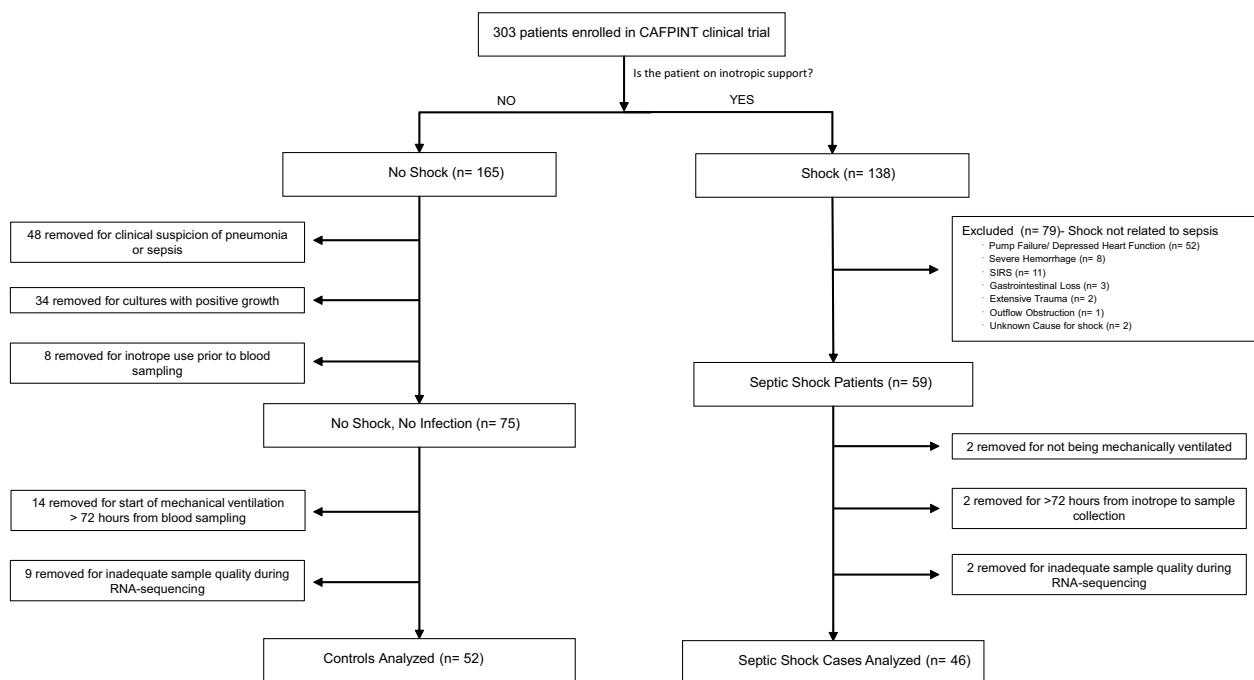 303 patients enrolled in CAFPINT clinical trial
Is the patient on inotropic support?
NO
YES
No Shock (n= 165)
Shock (n= 138)
48 removed for clinical suspicion of pneumonia
or sepsis
34 removed for cultures with positive growth
8 removed for inotrope use prior to blood
sampling
Excluded (n= 79)- Shock not related to sepsis
· Pump Failure/ Depressed Heart Function (n= 52)
· Severe Hemorrhage (n= 8)
· SIRS (n= 11)
· Gastrointestinal Loss (n= 3)
· Extensive Trauma (n= 2)
· Outflow Obstruction (n= 1)
· Unknown Cause for shock (n= 2)
No Shock, No Infection (n= 75)
Septic Shock Patients (n= 59)
14 removed for start of mechanical ventilation
> 72 hours from blood sampling
9 removed for inadequate sample quality during
RNA-sequencing
2 removed for not being mechanically ventilated
2 removed for >72 hours from inotrope to sample
collection
2 removed for inadequate sample quality during
RNA-sequencing
Controls Analyzed (n= 52)
Septic Shock Cases Analyzed (n= 46)